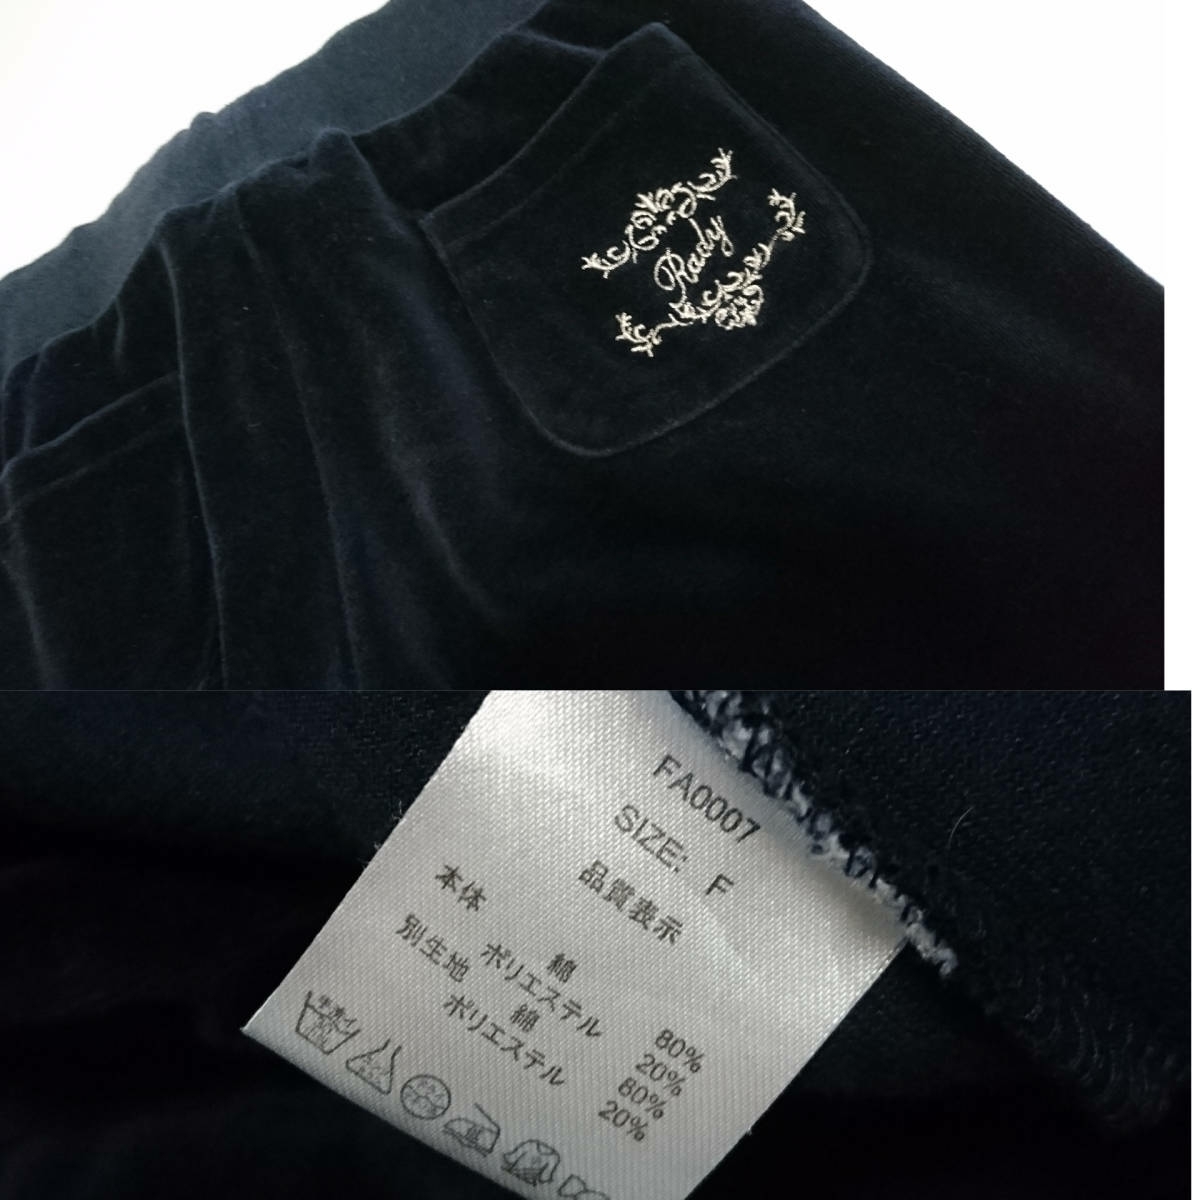 Rady
FA0007
SIZE: F
品質表示
本体 綿 80%
ポリエステル 20%
別生地 綿 80%
ポリエステル 20%